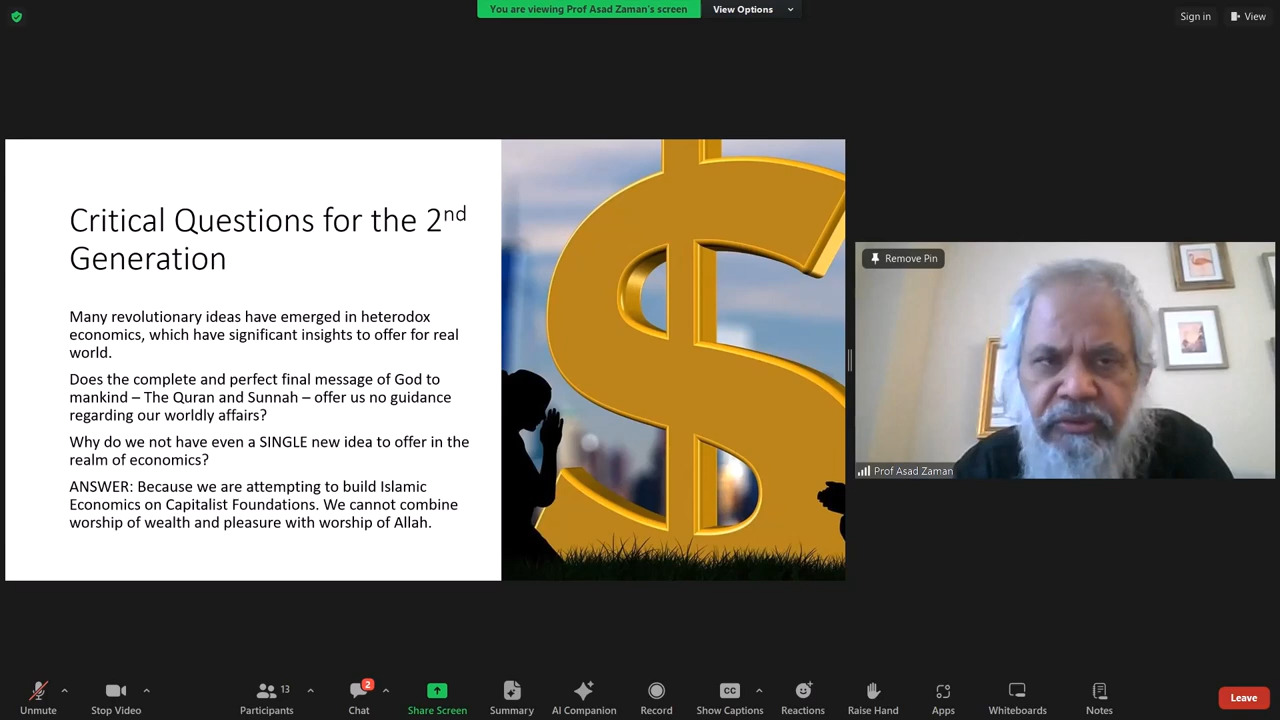 You are viewing Prof Asad Zaman's screen
View Options
Sign in
View
Critical Questions for the 2nd
Generation
Many revolutionary ideas have emerged in heterodox
economics, which have significant insights to offer for real
world.
Does the complete and perfect final message of God to
mankind – The Quran and Sunnah – offer us no guidance
regarding our worldly affairs?
Why do we not have even a SINGLE new idea to offer in the
realm of economics?
ANSWER: Because we are attempting to build Islamic
Economics on Capitalist Foundations. We cannot combine
worship of wealth and pleasure with worship of Allah.
$
Remove Pin
Prof Asad Zaman
Unmute
Stop Video
13
Participants
2
Chat
Share Screen
Summary
AI Companion
Record
CC
Show Captions
Reactions
Raise Hand
Apps
Whiteboards
Notes
Leave